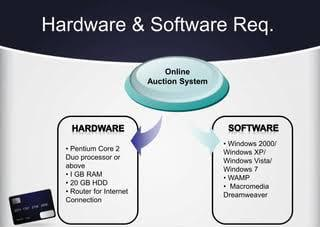 Hardware & Software Req.
Online
Auction System
HARDWARE
• Pentium Core 2
Duo processor or
above
• I GB RAM
• 20 GB HDD
• Router for Internet
Connection
SOFTWARE
• Windows 2000/
Windows XP/
Windows Vista/
Windows 7
• WAMP
• Macromedia
Dreamweaver